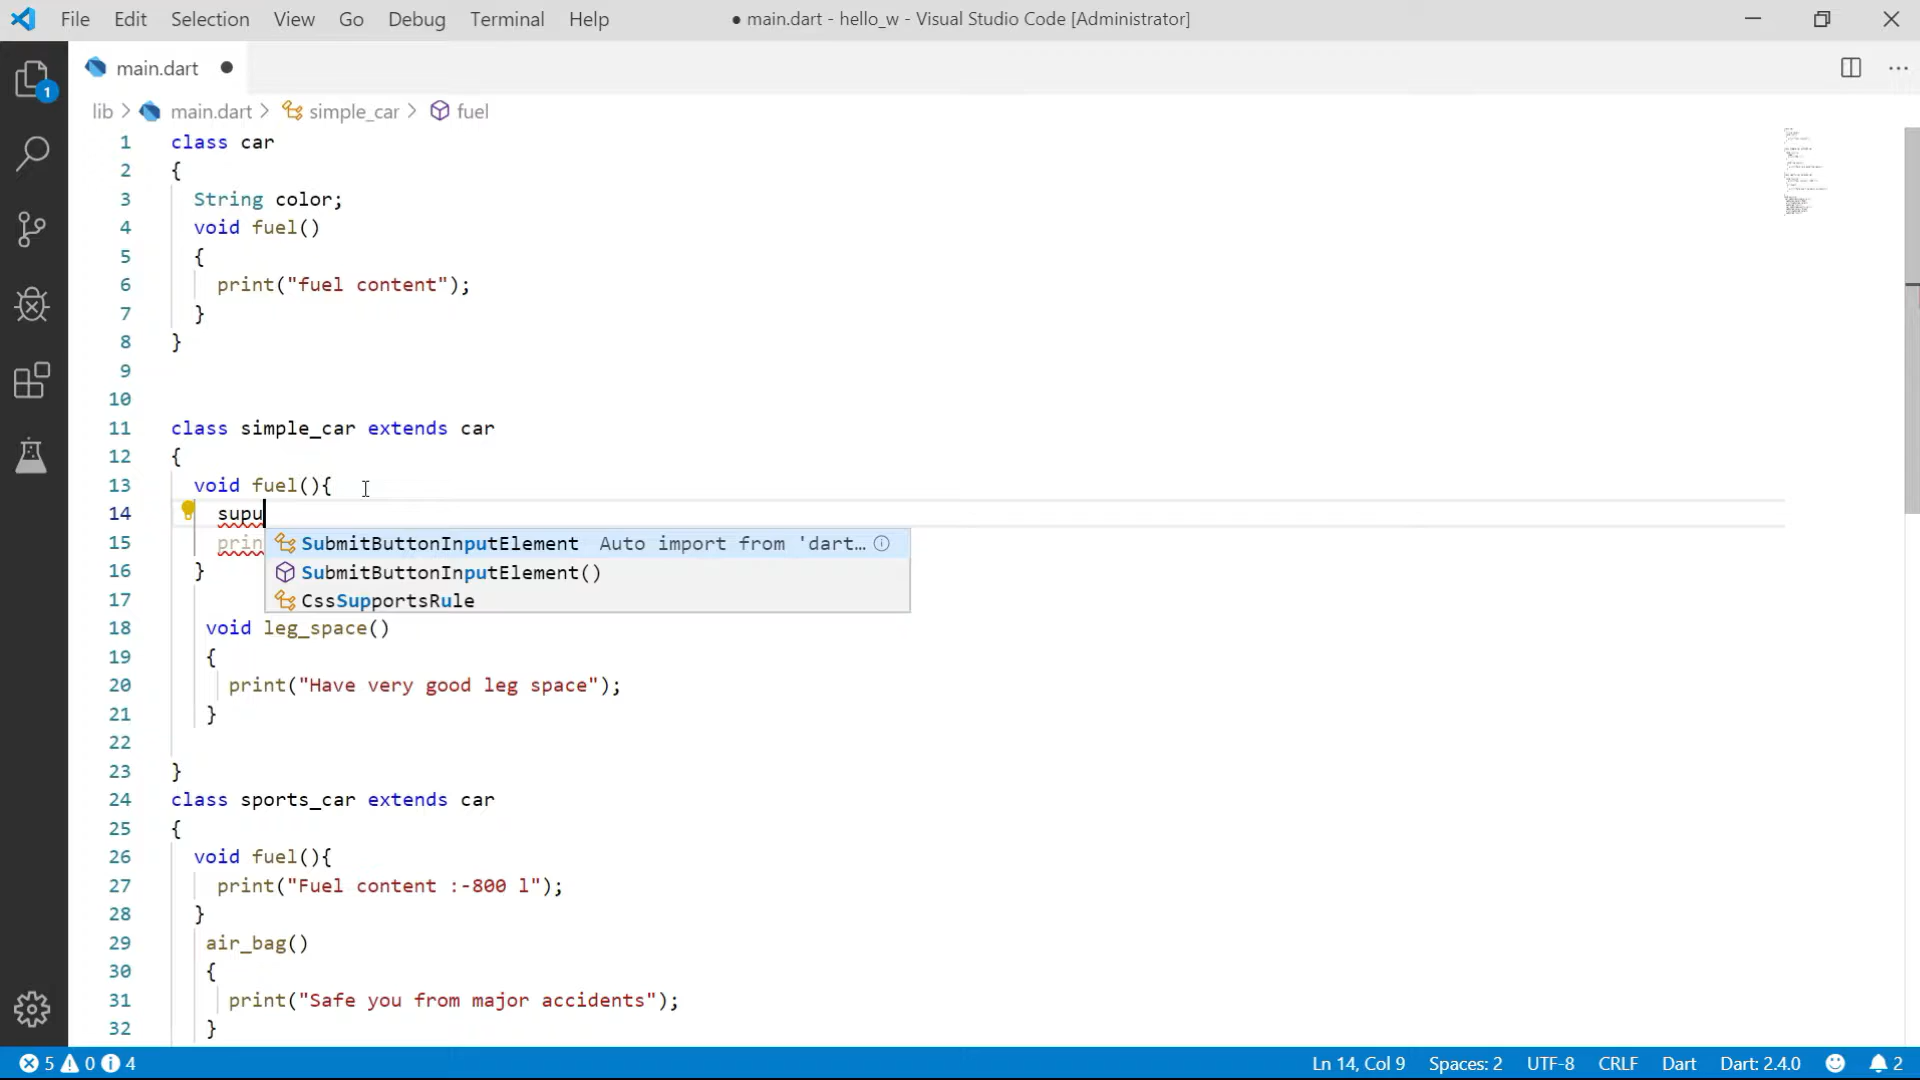 File Edit Selection View Go Debug Terminal Help ● main.dart - hello_w - Visual Studio Code [Administrator]
main.dart ●
1
lib > main.dart > simple_car > fuel
1 class car
2 {
3 String color;
4 void fuel()
5 {
6 print("fuel content");
7 }
8 }
9
10
11 class simple_car extends car
12 {
13 void fuel(){
14 supu
15 prin
SubmitButtonInputElement Auto import from 'dart...
SubmitButtonInputElement()
CssSupportsRule
16 }
17
18 void leg_space()
19 {
20 print("Have very good leg space");
21 }
22
23 }
24 class sports_car extends car
25 {
26 void fuel(){
27 print("Fuel content :-800 l");
28 }
29 air_bag()
30 {
31 print("Safe you from major accidents");
32 }
5 0 4 Ln 14, Col 9 Spaces: 2 UTF-8 CRLF Dart Dart: 2.4.0 2